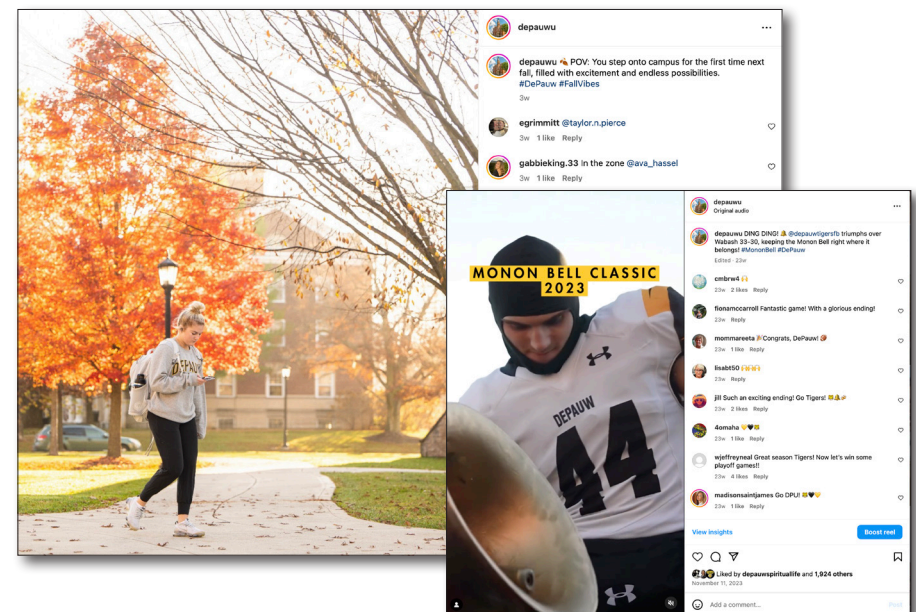 depauwu
depauwu 🍂 POV: You step onto campus for the first time next
fall, filled with excitement and endless possibilities.
#DePauw #FallVibes
3w
egrimmitt @taylor.n.pierce
3w 1 like Reply
gabbieking.33 In the zone @ava_hassel
3w 1 like Reply
DEPAUW
MONON BELL CLASSIC
2023
DEPAUW
44
depauwu
Original audio
depauwu DING DING! 🔔 @depauwtigersfb triumphs over
Wabash 33-30, keeping the Monon Bell right where it
belongs! #MononBell #DePauw
Edited · 23w
cmbrw4 🙌
23w 2 likes Reply
fionamccarroll Fantastic game! With a glorious ending!
23w Reply
mommareeta 🎉Congrats, DePauw! 🏈
23w 1 like Reply
lisabt50 🙌🙌🙌
23w Reply
jill Such an exciting ending! Go Tigers! 🐯🔔🏈
23w 2 likes Reply
4omaha 💛🖤🐯
23w 1 like Reply
wjeffreyneal Great season Tigers! Now let's win some
playoff games!!
23w 4 likes Reply
madisonsaintjames Go DPU! 🐯🖤💛
23w 1 like Reply
View insights
Boost reel
Liked by depauwspirituallife and 1,924 others
November 11, 2023
Add a comment...
Post